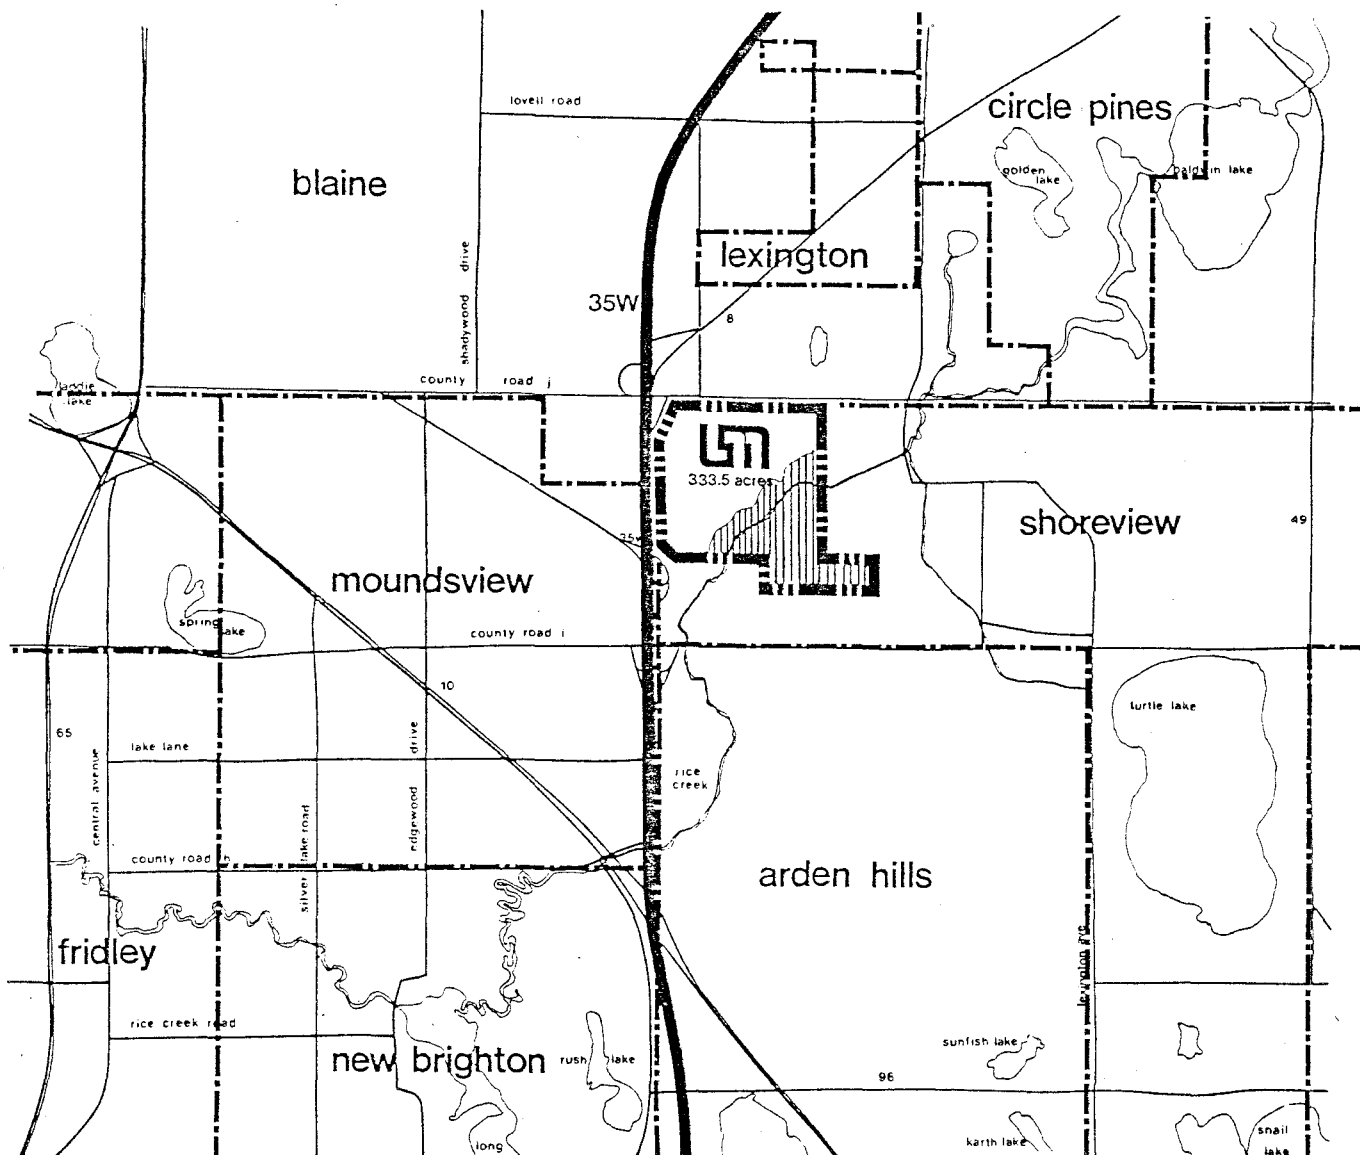 lovell road
circle pines
blaine
golden
lake
baldwin lake
shadywood drive
lexington
35W
8
laddie
lake
county road j
333.5 acres
shoreview
49
35w
moundsview
spring lake
county road i
10
65
turtle lake
lake lane
central avenue
silver lake road
edgewood drive
rice
creek
county road h
arden hills
fridley
rice creek road
new brighton
rush lake
sunfish lake
96
long
karth lake
snail
lake